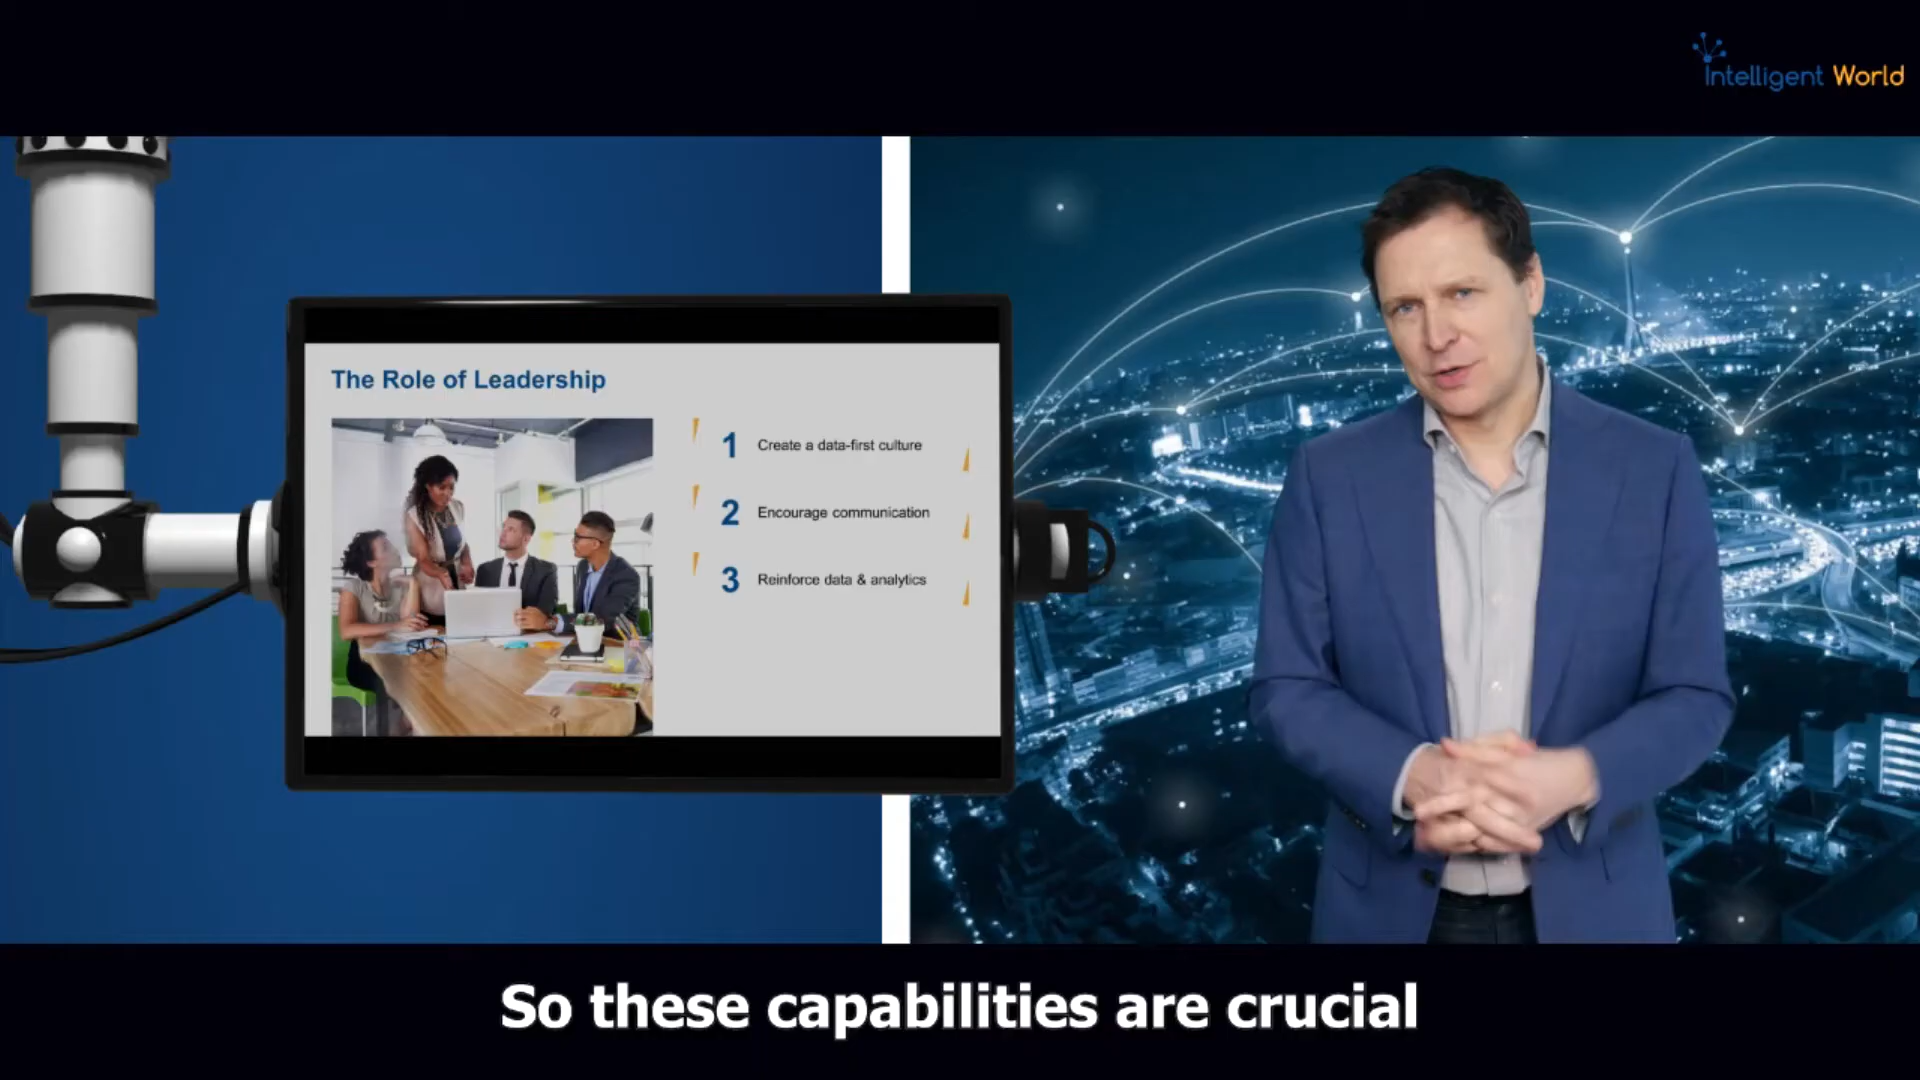 Intelligent World
The Role of Leadership
1 Create a data-first culture
2 Encourage communication
3 Reinforce data & analytics
So these capabilities are crucial